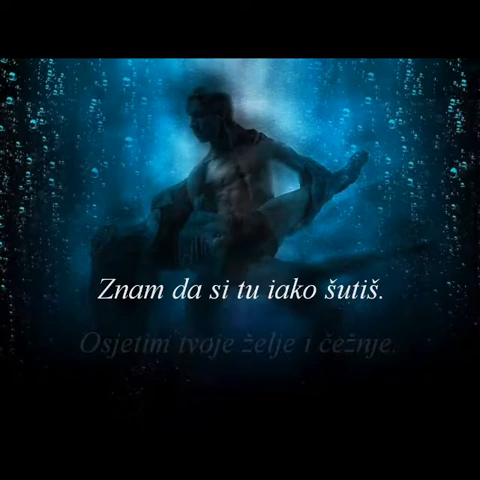 Znam da si tu iako šutiš.
Osjetim tvoje želje i čežnje.